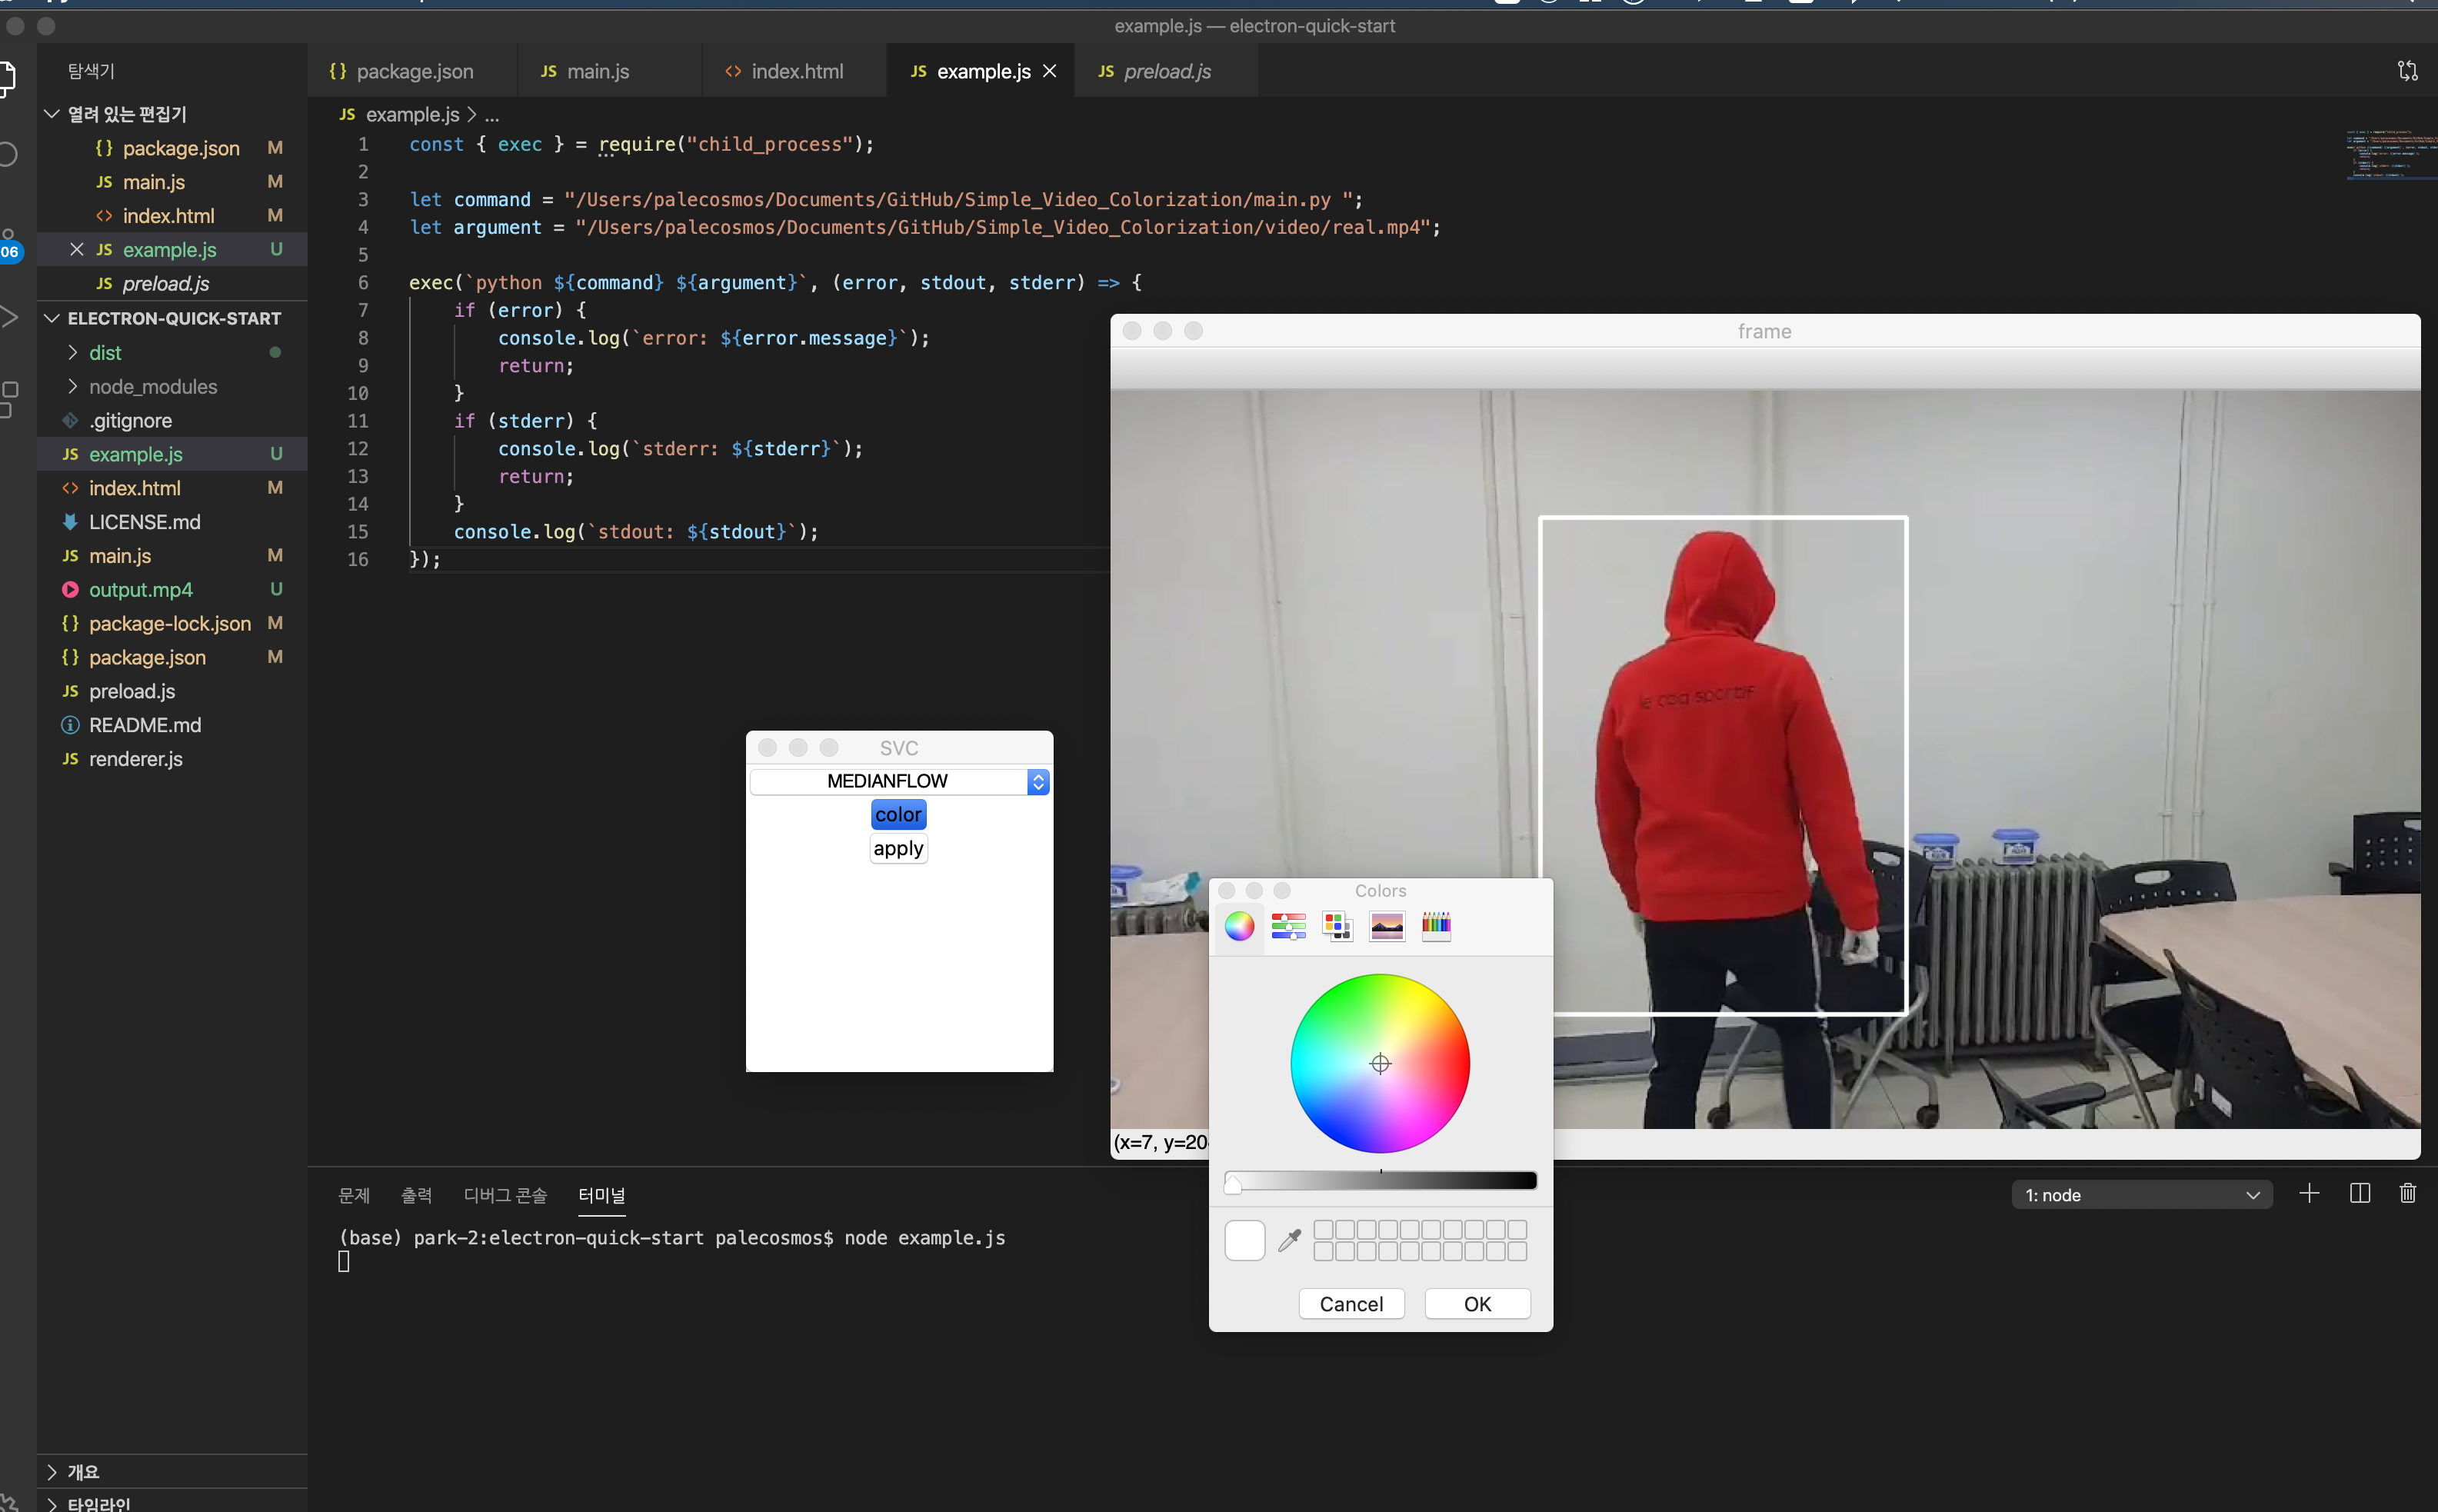 example.js — electron-quick-start
탐색기
{} package.json
JS main.js
<> index.html
JS example.js
JS preload.js
열려 있는 편집기
{} package.json M
JS main.js M
<> index.html M
JS example.js U
JS preload.js
06
ELECTRON-QUICK-START
dist
node_modules
.gitignore
JS example.js U
<> index.html M
LICENSE.md
JS main.js M
output.mp4 U
{} package-lock.json M
{} package.json M
JS preload.js
README.md
JS renderer.js
개요
타임라인
JS example.js > ...
1 const { exec } = require("child_process");
2
3 let command = "/Users/palecosmos/Documents/GitHub/Simple_Video_Colorization/main.py ";
4 let argument = "/Users/palecosmos/Documents/GitHub/Simple_Video_Colorization/video/real.mp4";
5
6 exec(`python ${command} ${argument}`, (error, stdout, stderr) => {
7 if (error) {
8 console.log(`error: ${error.message}`);
9 return;
10 }
11 if (stderr) {
12 console.log(`stderr: ${stderr}`);
13 return;
14 }
15 console.log(`stdout: ${stdout}`);
16 });
frame
le coq sportif
(x=7, y=20
SVC
MEDIANFLOW
color
apply
Colors
Cancel
OK
문제
출력
디버그 콘솔
터미널
1: node
(base) park-2:electron-quick-start palecosmos$ node example.js